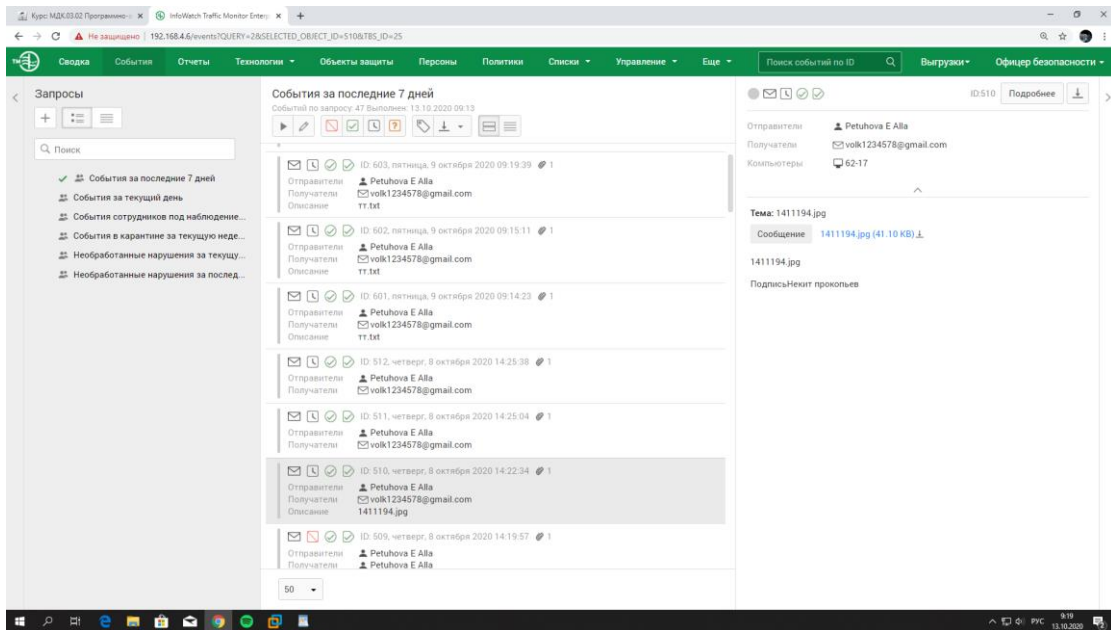 Курс: МДК.03.02 Программно-
InfoWatch Traffic Monitor Enterp
Не защищено
192.168.4.6/events?QUERY=2&SELECTED_OBJECT_ID=510&TBS_ID=25
Сводка События Отчеты Технологии Объекты защиты Персоны Политики Списки Управление Еще Поиск событий по ID Выгрузки Офицер безопасности
Запросы
Поиск
События за последние 7 дней
События за текущий день
События сотрудников под наблюдение...
События в карантине за текущую неде...
Необработанные нарушения за текущу...
Необработанные нарушения за послед...
События за последние 7 дней
Событий по запросу: 47 Выполнен: 13.10.2020 09:13
ID: 603, пятница, 9 октября 2020 09:19:39 1
Отправители Petuhova E Alla
Получатели volk1234578@gmail.com
Описание тт.txt
ID: 602, пятница, 9 октября 2020 09:15:11 1
Отправители Petuhova E Alla
Получатели volk1234578@gmail.com
Описание тт.txt
ID: 601, пятница, 9 октября 2020 09:14:23 1
Отправители Petuhova E Alla
Получатели volk1234578@gmail.com
Описание тт.txt
ID: 512, четверг, 8 октября 2020 14:25:38 1
Отправители Petuhova E Alla
Получатели volk1234578@gmail.com
ID: 511, четверг, 8 октября 2020 14:25:04 1
Отправители Petuhova E Alla
Получатели volk1234578@gmail.com
ID: 510, четверг, 8 октября 2020 14:22:34 1
Отправители Petuhova E Alla
Получатели volk1234578@gmail.com
Описание 1411194.jpg
ID: 509, четверг, 8 октября 2020 14:19:57 1
Отправители Petuhova E Alla
Получатели Petuhova E Alla
50
ID:510 Подробнее
Отправители Petuhova E Alla
Получатели volk1234578@gmail.com
Компьютеры 62-17
Тема: 1411194.jpg
Сообщение 1411194.jpg (41.10 KB)
1411194.jpg
ПодписьНекит прокопьев
РУС
9:19
13.10.2020